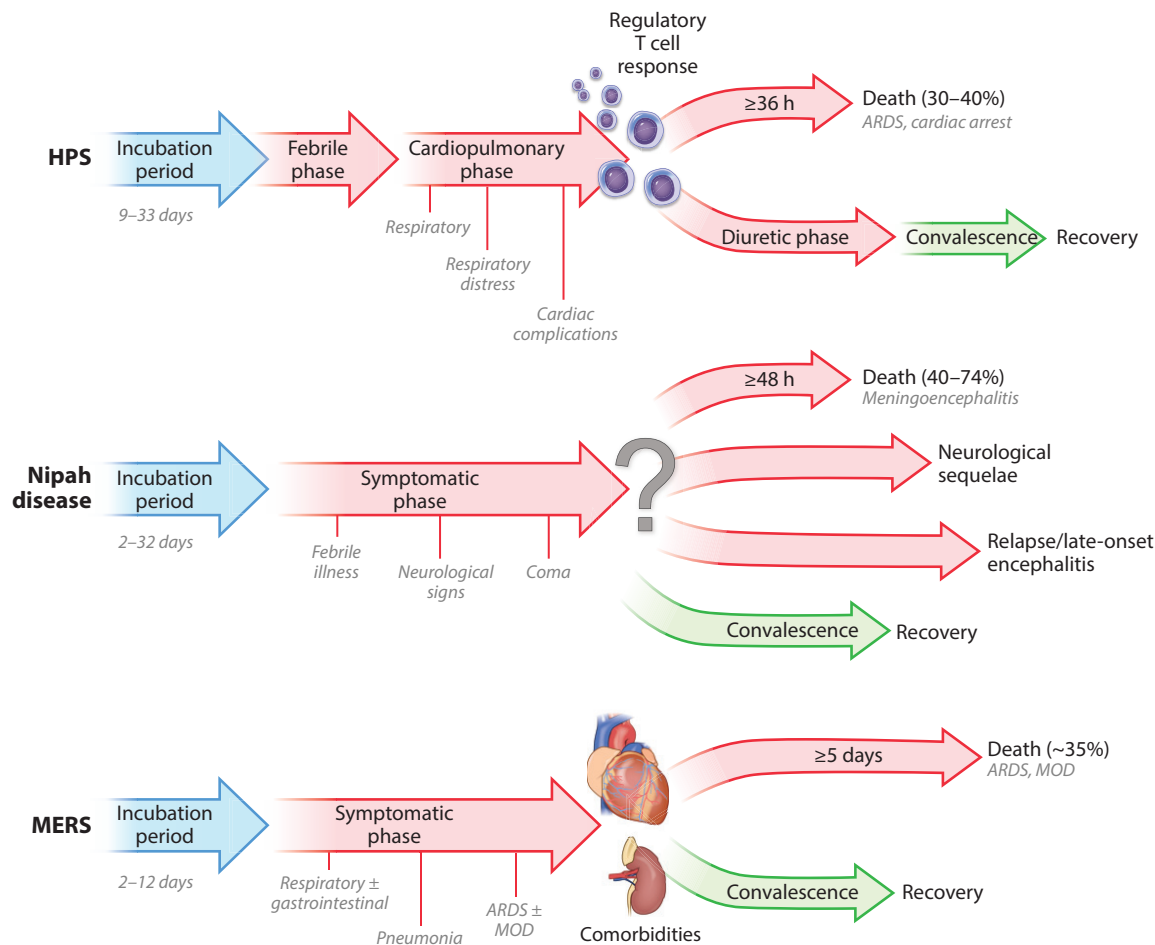 Regulatory
T cell
response
≥36 h
Death (30–40%)
ARDS, cardiac arrest
HPS
Incubation
period
Febrile
phase
Cardiopulmonary
phase
9–33 days
Respiratory
Respiratory
distress
Cardiac
complications
Diuretic phase
Convalescence
Recovery
≥48 h
Death (40–74%)
Meningoencephalitis
Nipah
disease
Incubation
period
Symptomatic
phase
?
Neurological
sequelae
2–32 days
Febrile
illness
Neurological
signs
Coma
Relapse/late-onset
encephalitis
Convalescence
Recovery
≥5 days
Death (~35%)
ARDS, MOD
MERS
Incubation
period
Symptomatic
phase
2–12 days
Respiratory ±
gastrointestinal
Pneumonia
ARDS ±
MOD
Comorbidities
Convalescence
Recovery